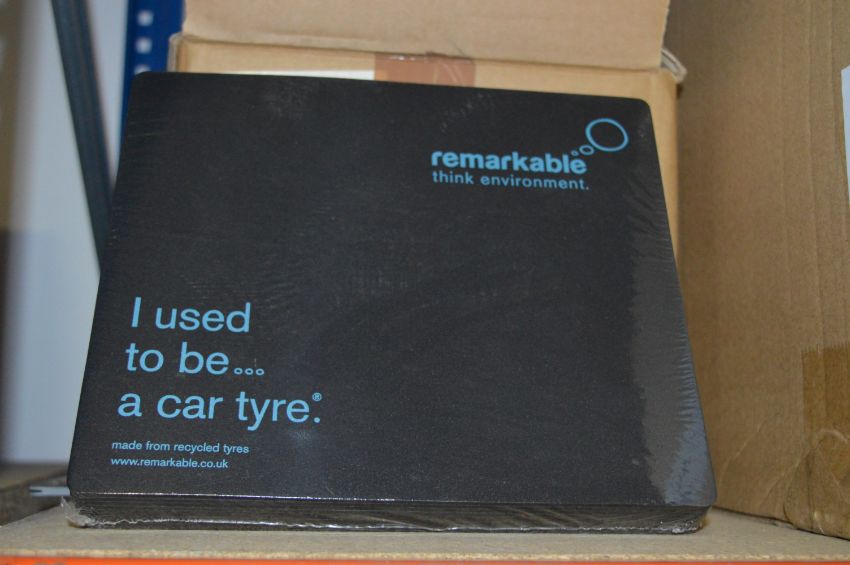 remarkable
think environment.
I used
to be...
a car tyre.®
made from recycled tyres
www.remarkable.co.uk